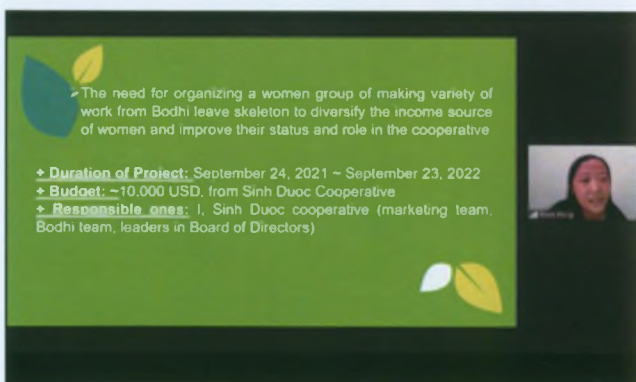 The need for organizing a women group of making variety of
work from Bodhi leave skeleton to diversify the income source
of women and improve their status and role in the cooperative
+ Duration of Project: September 24, 2021 ~ September 23, 2022
+ Budget: ~10.000 USD, from Sinh Duoc Cooperative
+ Responsible ones: I, Sinh Duoc cooperative (marketing team,
Bodhi team, leaders in Board of Directors)